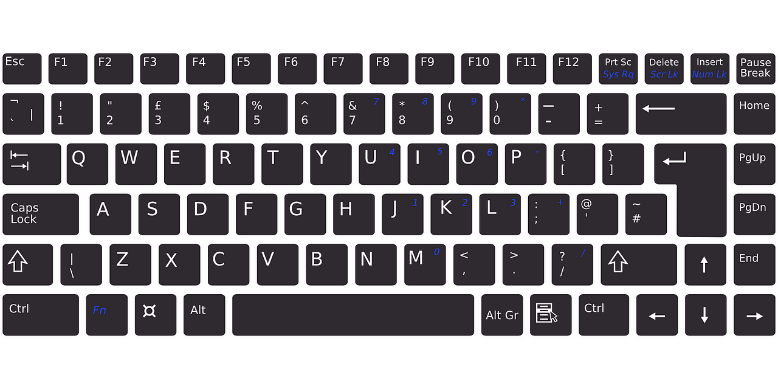 Esc F1 F2 F3 F4 F5 F6 F7 F8 F9 F10 F11 F12 Prt Sc Delete Insert Pause
Sys Rq Scr Lk Num Lk Break
¬ | ! " £ $ % ^ & 7 * 8 ( 9 ) * — + Home
` 1 2 3 4 5 6 7 8 9 0 - =
Q W E R T Y U 4 I 5 O 6 P - { } PgUp
[ ]
Caps A S D F G H J 1 K 2 L 3 : + @ ~ PgDn
Lock ; ' #
| Z X C V B N M 0 < > ? / End
\ , . /
Ctrl Fn Alt Alt Gr Ctrl